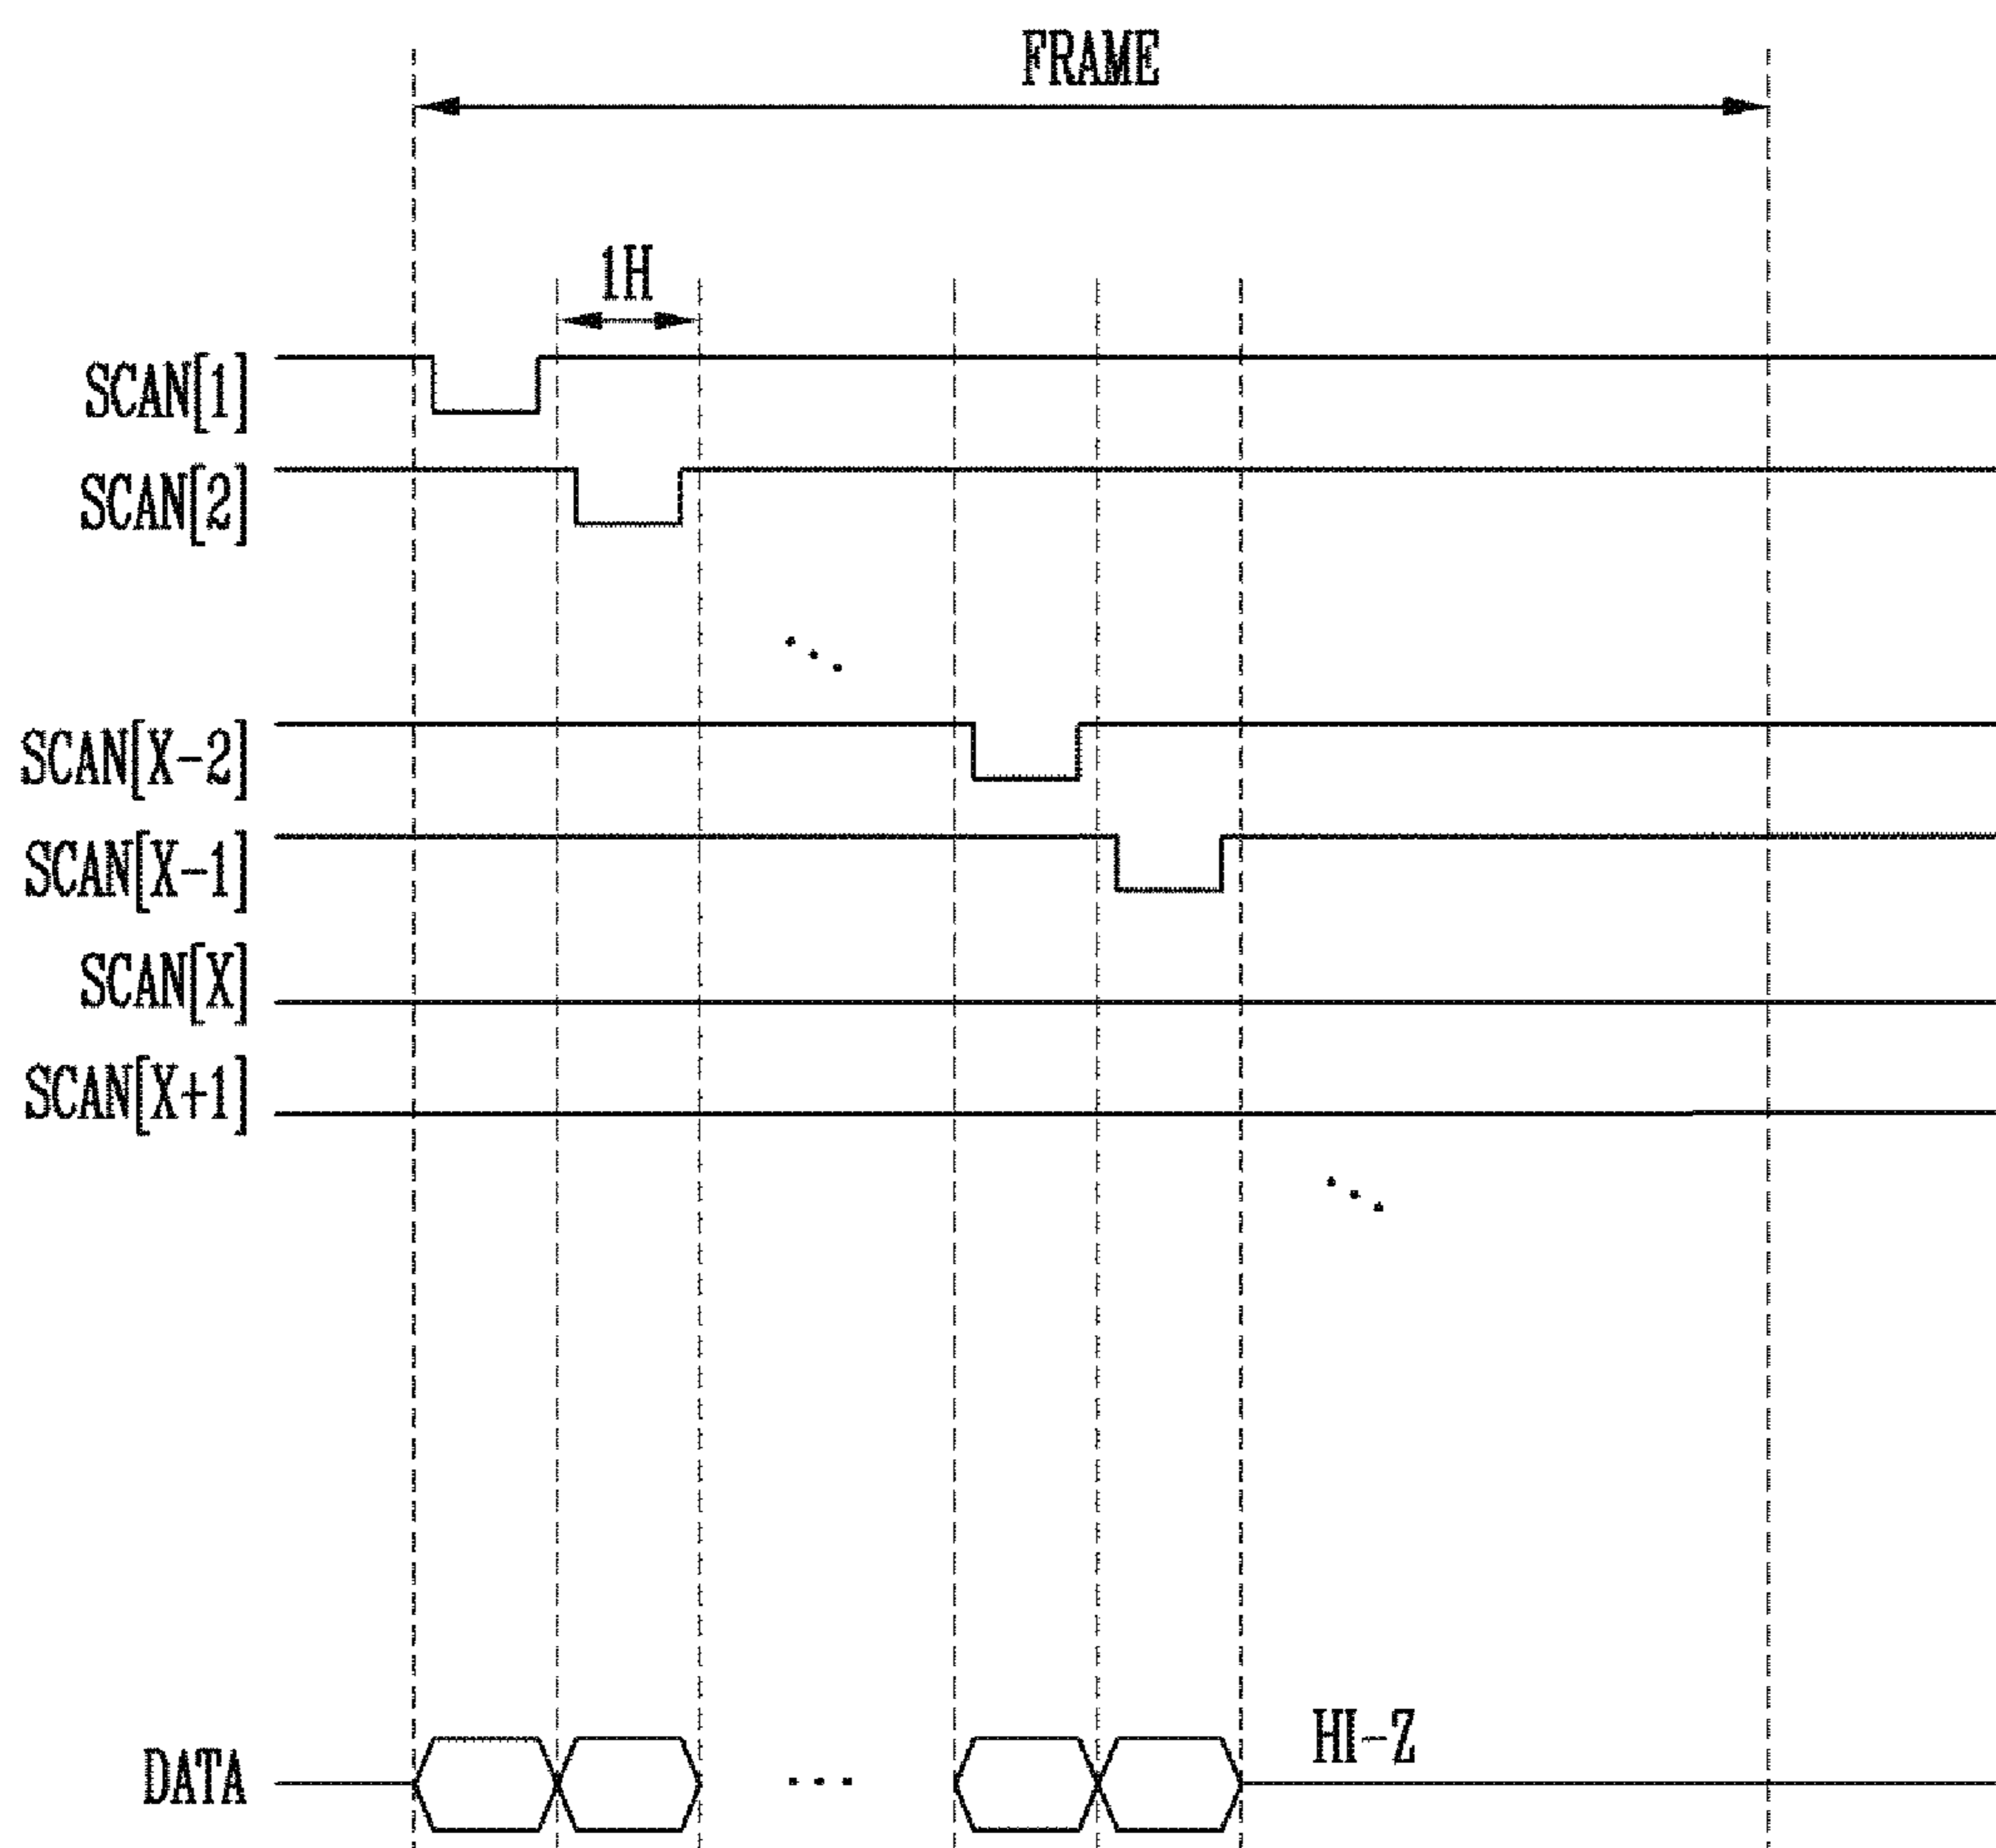 FRAME
1H
SCAN[1]
SCAN[2]
SCAN[X-2]
SCAN[X-1]
SCAN[X]
SCAN[X+1]
HI-Z
DATA